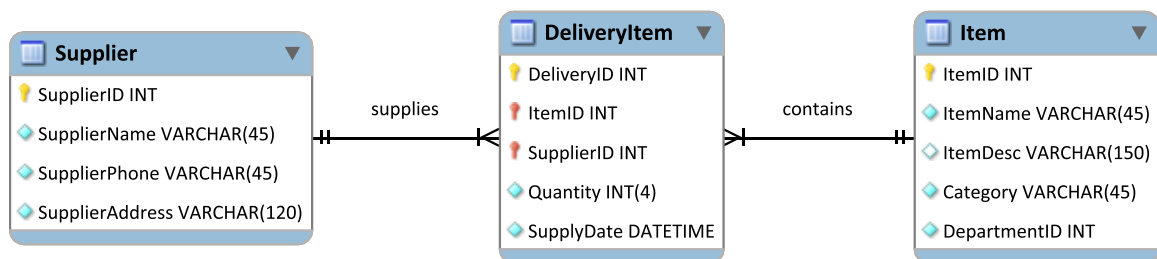 Supplier
SupplierID INT
SupplierName VARCHAR(45)
SupplierPhone VARCHAR(45)
SupplierAddress VARCHAR(120)
supplies
DeliveryItem
DeliveryID INT
ItemID INT
SupplierID INT
Quantity INT(4)
SupplyDate DATETIME
contains
Item
ItemID INT
ItemName VARCHAR(45)
ItemDesc VARCHAR(150)
Category VARCHAR(45)
DepartmentID INT